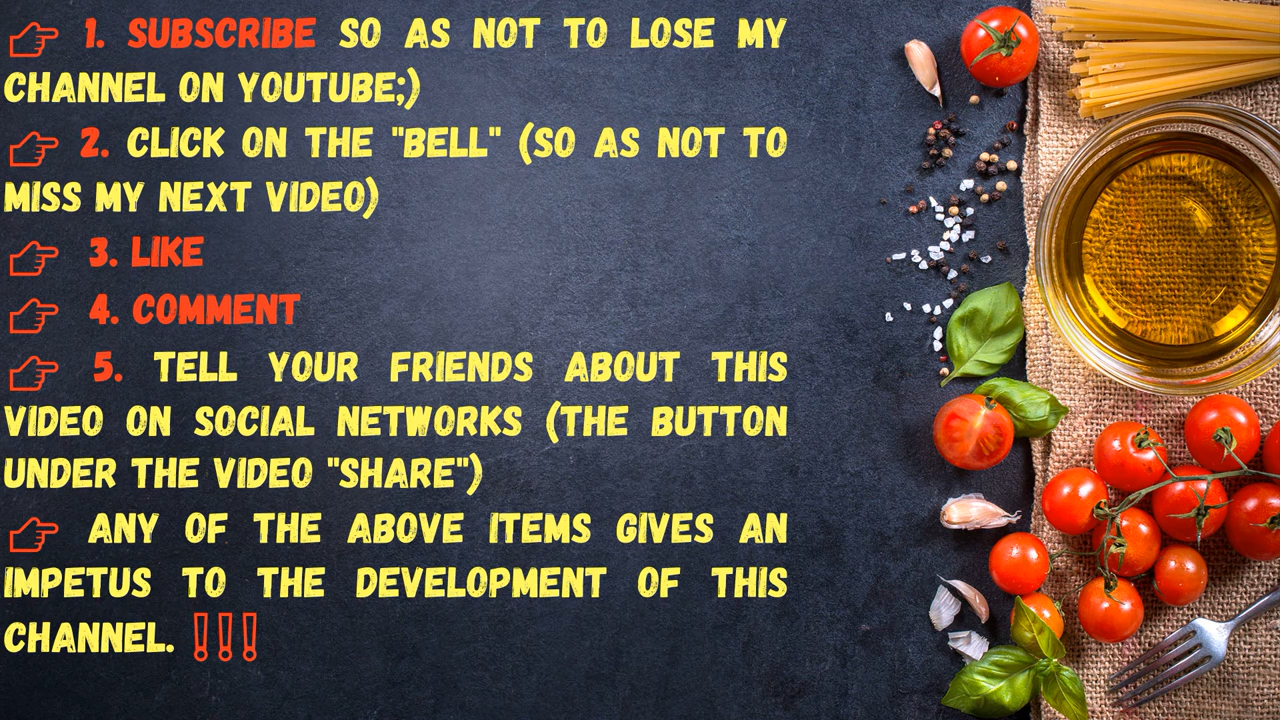 👉 1. SUBSCRIBE SO AS NOT TO LOSE MY
CHANNEL ON YOUTUBE;)
👉 2. CLICK ON THE "BELL" (SO AS NOT TO
MISS MY NEXT VIDEO)
👉 3. LIKE
👉 4. COMMENT
👉 5. TELL YOUR FRIENDS ABOUT THIS
VIDEO ON SOCIAL NETWORKS (THE BUTTON
UNDER THE VIDEO "SHARE")
👉 ANY OF THE ABOVE ITEMS GIVES AN
IMPETUS TO THE DEVELOPMENT OF THIS
CHANNEL. ❗❗❗